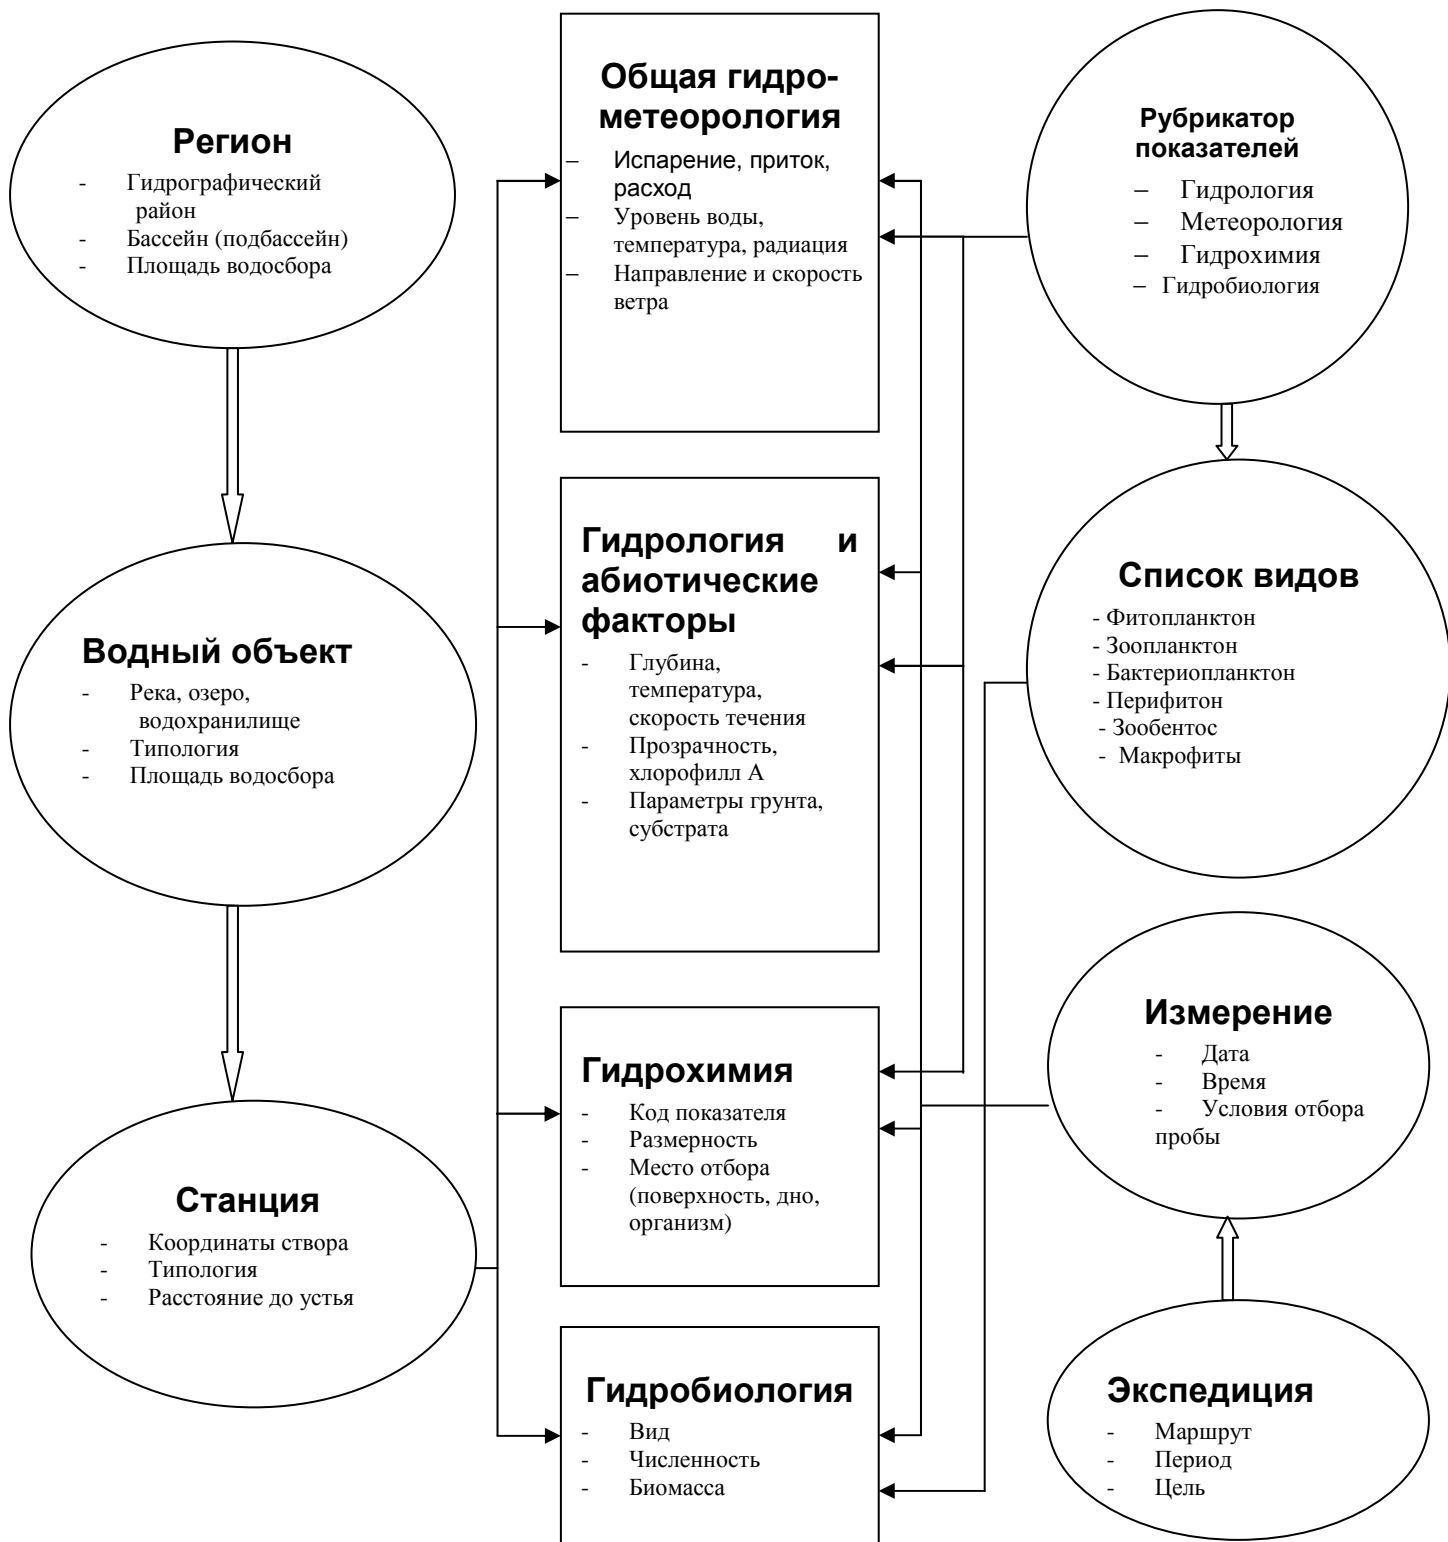 Регион
- Гидрографический
район
- Бассейн (подбассейн)
- Площадь водосбора
Водный объект
- Река, озеро,
водохранилище
- Типология
- Площадь водосбора
Станция
- Координаты створа
- Типология
- Расстояние до устья
Общая гидро-
метеорология
– Испарение, приток,
расход
– Уровень воды,
температура, радиация
– Направление и скорость
ветра
Гидрология и
абиотические
факторы
- Глубина,
температура,
скорость течения
- Прозрачность,
хлорофилл А
- Параметры грунта,
субстрата
Гидрохимия
- Код показателя
- Размерность
- Место отбора
(поверхность, дно,
организм)
Гидробиология
- Вид
- Численность
- Биомасса
Рубрикатор
показателей
– Гидрология
– Метеорология
– Гидрохимия
– Гидробиология
Список видов
- Фитопланктон
- Зоопланктон
- Бактериопланктон
- Перифитон
- Зообентос
- Макрофиты
Измерение
- Дата
- Время
- Условия отбора
пробы
Экспедиция
- Маршрут
- Период
- Цель